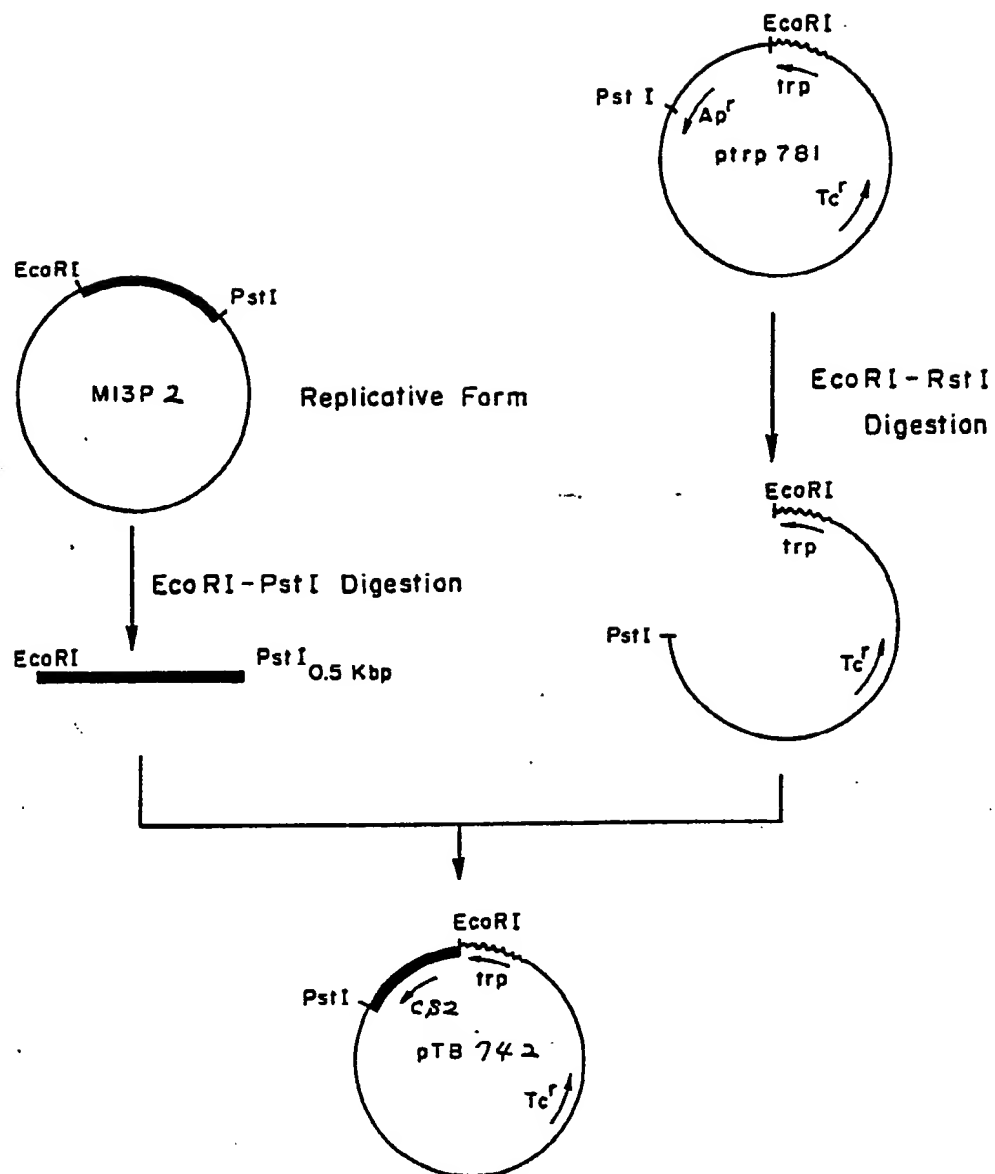 EcoRI
trp
Pst I
Apʳ
ptrp 781
Tcʳ
EcoRI
PstI
M13P 2
Replicative Form
EcoRI-RstI
Digestion
EcoRI
trp
EcoRI-PstI Digestion
PstI
EcoRI
PstI
0.5 Kbp
Tcʳ
EcoRI
trp
PstI
CS2
pTB 742
Tcʳ